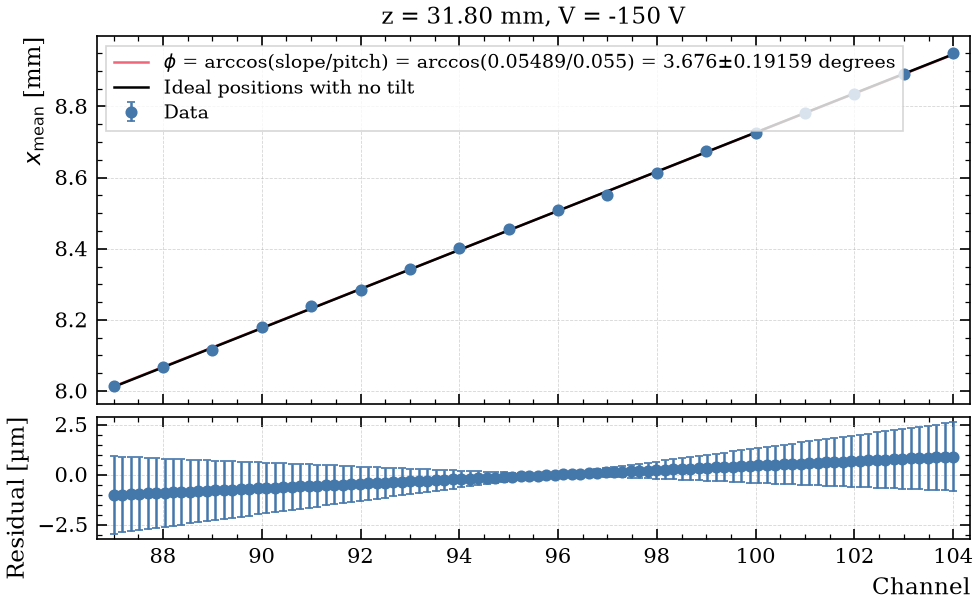 z = 31.80 mm, V = -150 V
x_mean [mm]
ϕ = arccos(slope/pitch) = arccos(0.05489/0.055) = 3.676±0.19159 degrees
Ideal positions with no tilt
Data
8.8
8.6
8.4
8.2
8.0
Residual [μm]
2.5
0.0
−2.5
88 90 92 94 96 98 100 102 104
Channel